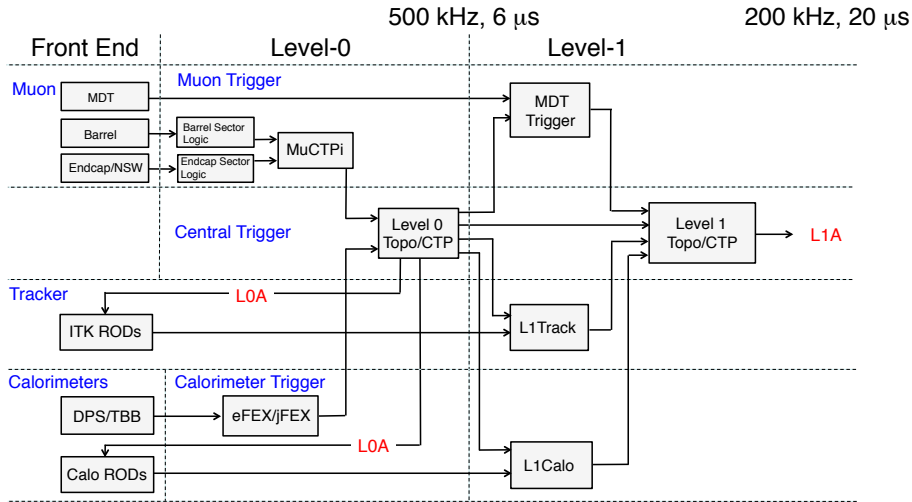 500 kHz, 6 μs
200 kHz, 20 μs
Front End
Level-0
Level-1
Muon
Muon Trigger
MDT
MDT
Trigger
Barrel
Barrel Sector
Logic
MuCTPi
Endcap/NSW
Endcap Sector
Logic
Central Trigger
Level 0
Topo/CTP
Level 1
Topo/CTP
L1A
Tracker
L0A
ITK RODs
L1Track
Calorimeters
Calorimeter Trigger
DPS/TBB
eFEX/jFEX
L0A
Calo RODs
L1Calo